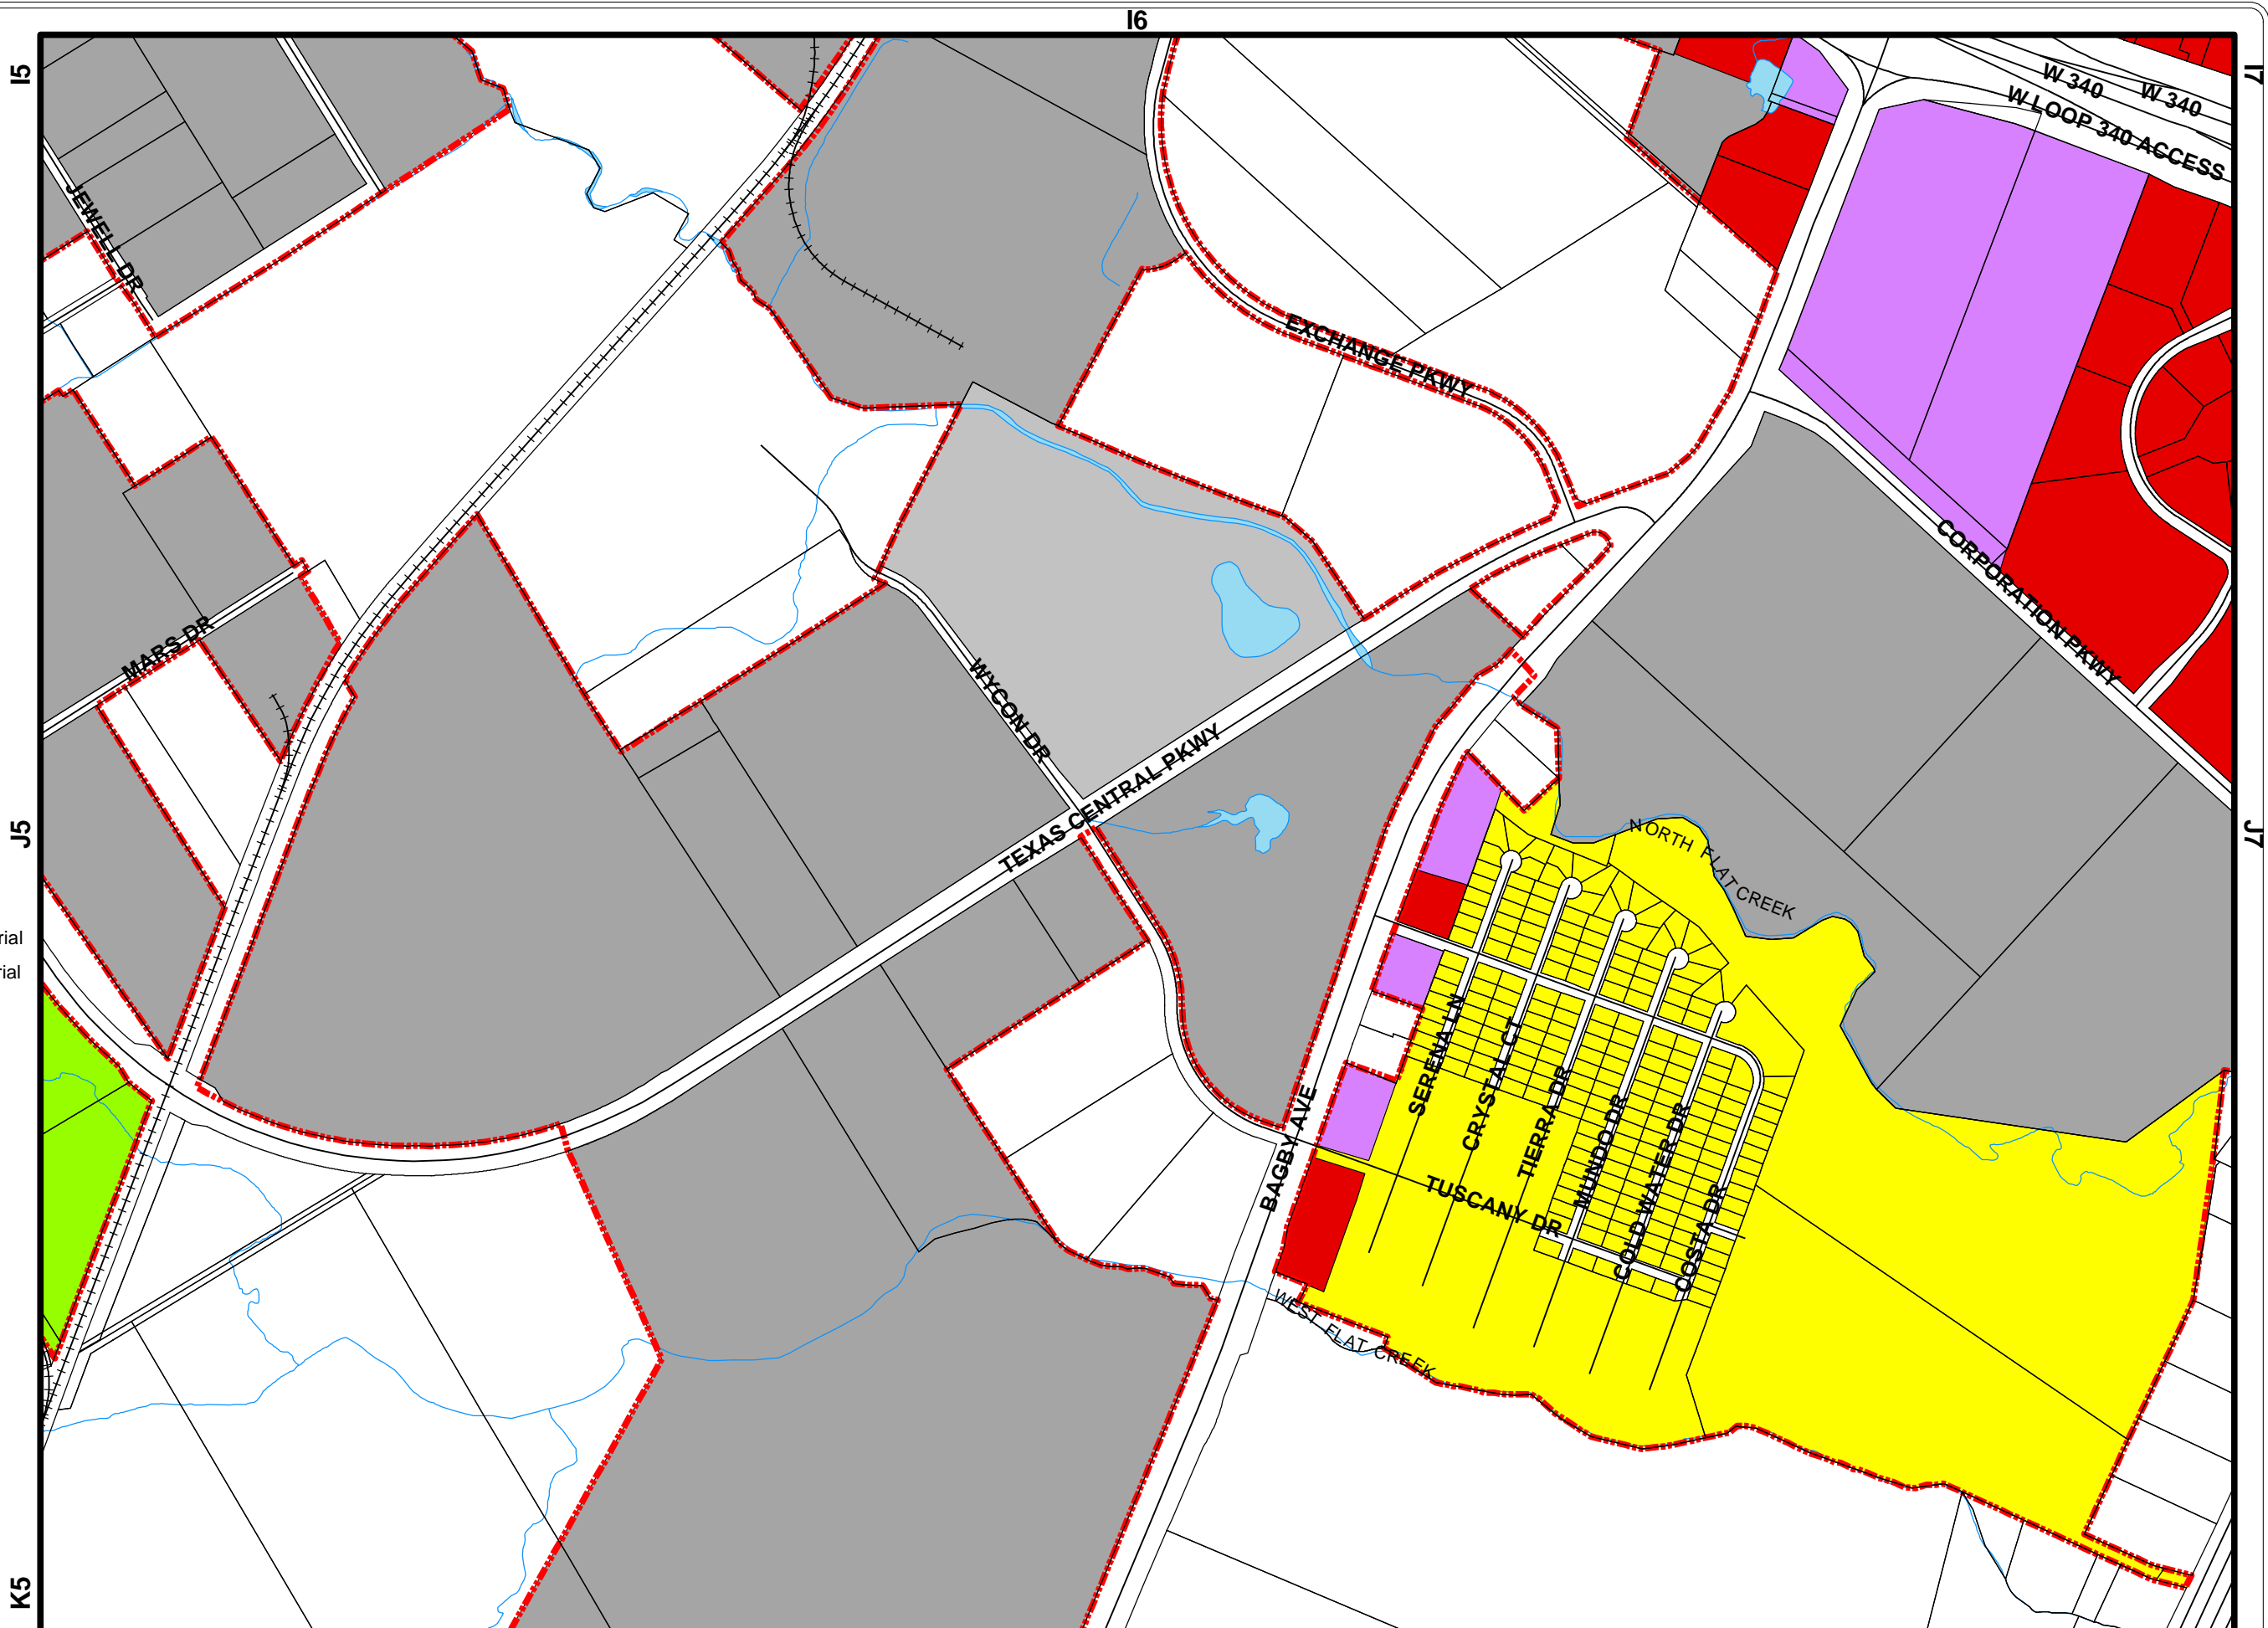 I6
I5
I7
W 340
W 340
W LOOP 340 ACCESS
JEWELL DR
EXCHANGE PKWY
CORPORATION PKWY
MARS DR
WYCON DR
TEXAS CENTRAL PKWY
J5
J7
NORTH FLAT CREEK
rial
rial
SERENA LN
CRYSTAL CT
TIERRA DR
MUNDO DR
COLD WATER DR
COSTA DR
BAGBY AVE
TUSCANY DR
WEST FLAT CREEK
K5